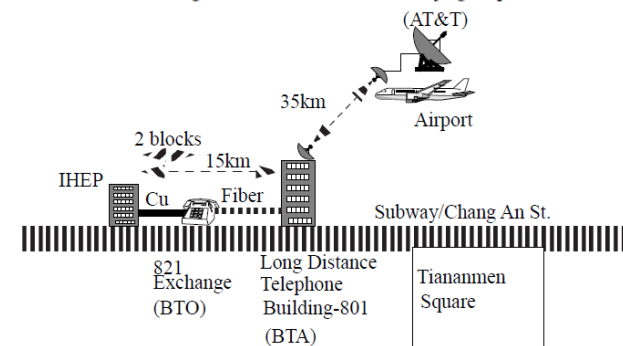 (AT&T)
35km
Airport
2 blocks
15km
IHEP
Cu
Fiber
Subway/Chang An St.
821
Exchange
(BTO)
Long Distance
Telephone
Building-801
(BTA)
Tiananmen
Square